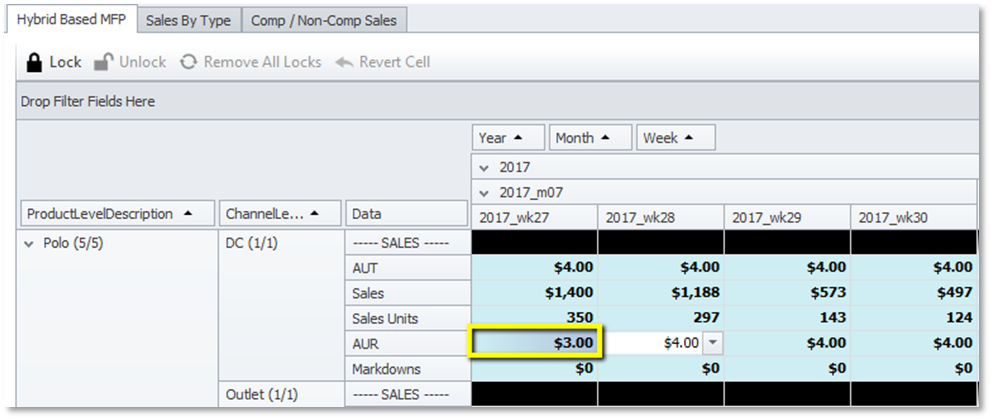 Hybrid Based MFP Sales By Type Comp / Non-Comp Sales
Lock Unlock Remove All Locks Revert Cell
Drop Filter Fields Here
Year Month Week
2017
2017_m07
ProductLevelDescription ChannelLe... Data 2017_wk27 2017_wk28 2017_wk29 2017_wk30
Polo (5/5) DC (1/1) ----- SALES -----
AUT $4.00 $4.00 $4.00 $4.00
Sales $1,400 $1,188 $573 $497
Sales Units 350 297 143 124
AUR $3.00 $4.00 $4.00 $4.00
Markdowns $0 $0 $0 $0
Outlet (1/1) ----- SALES -----